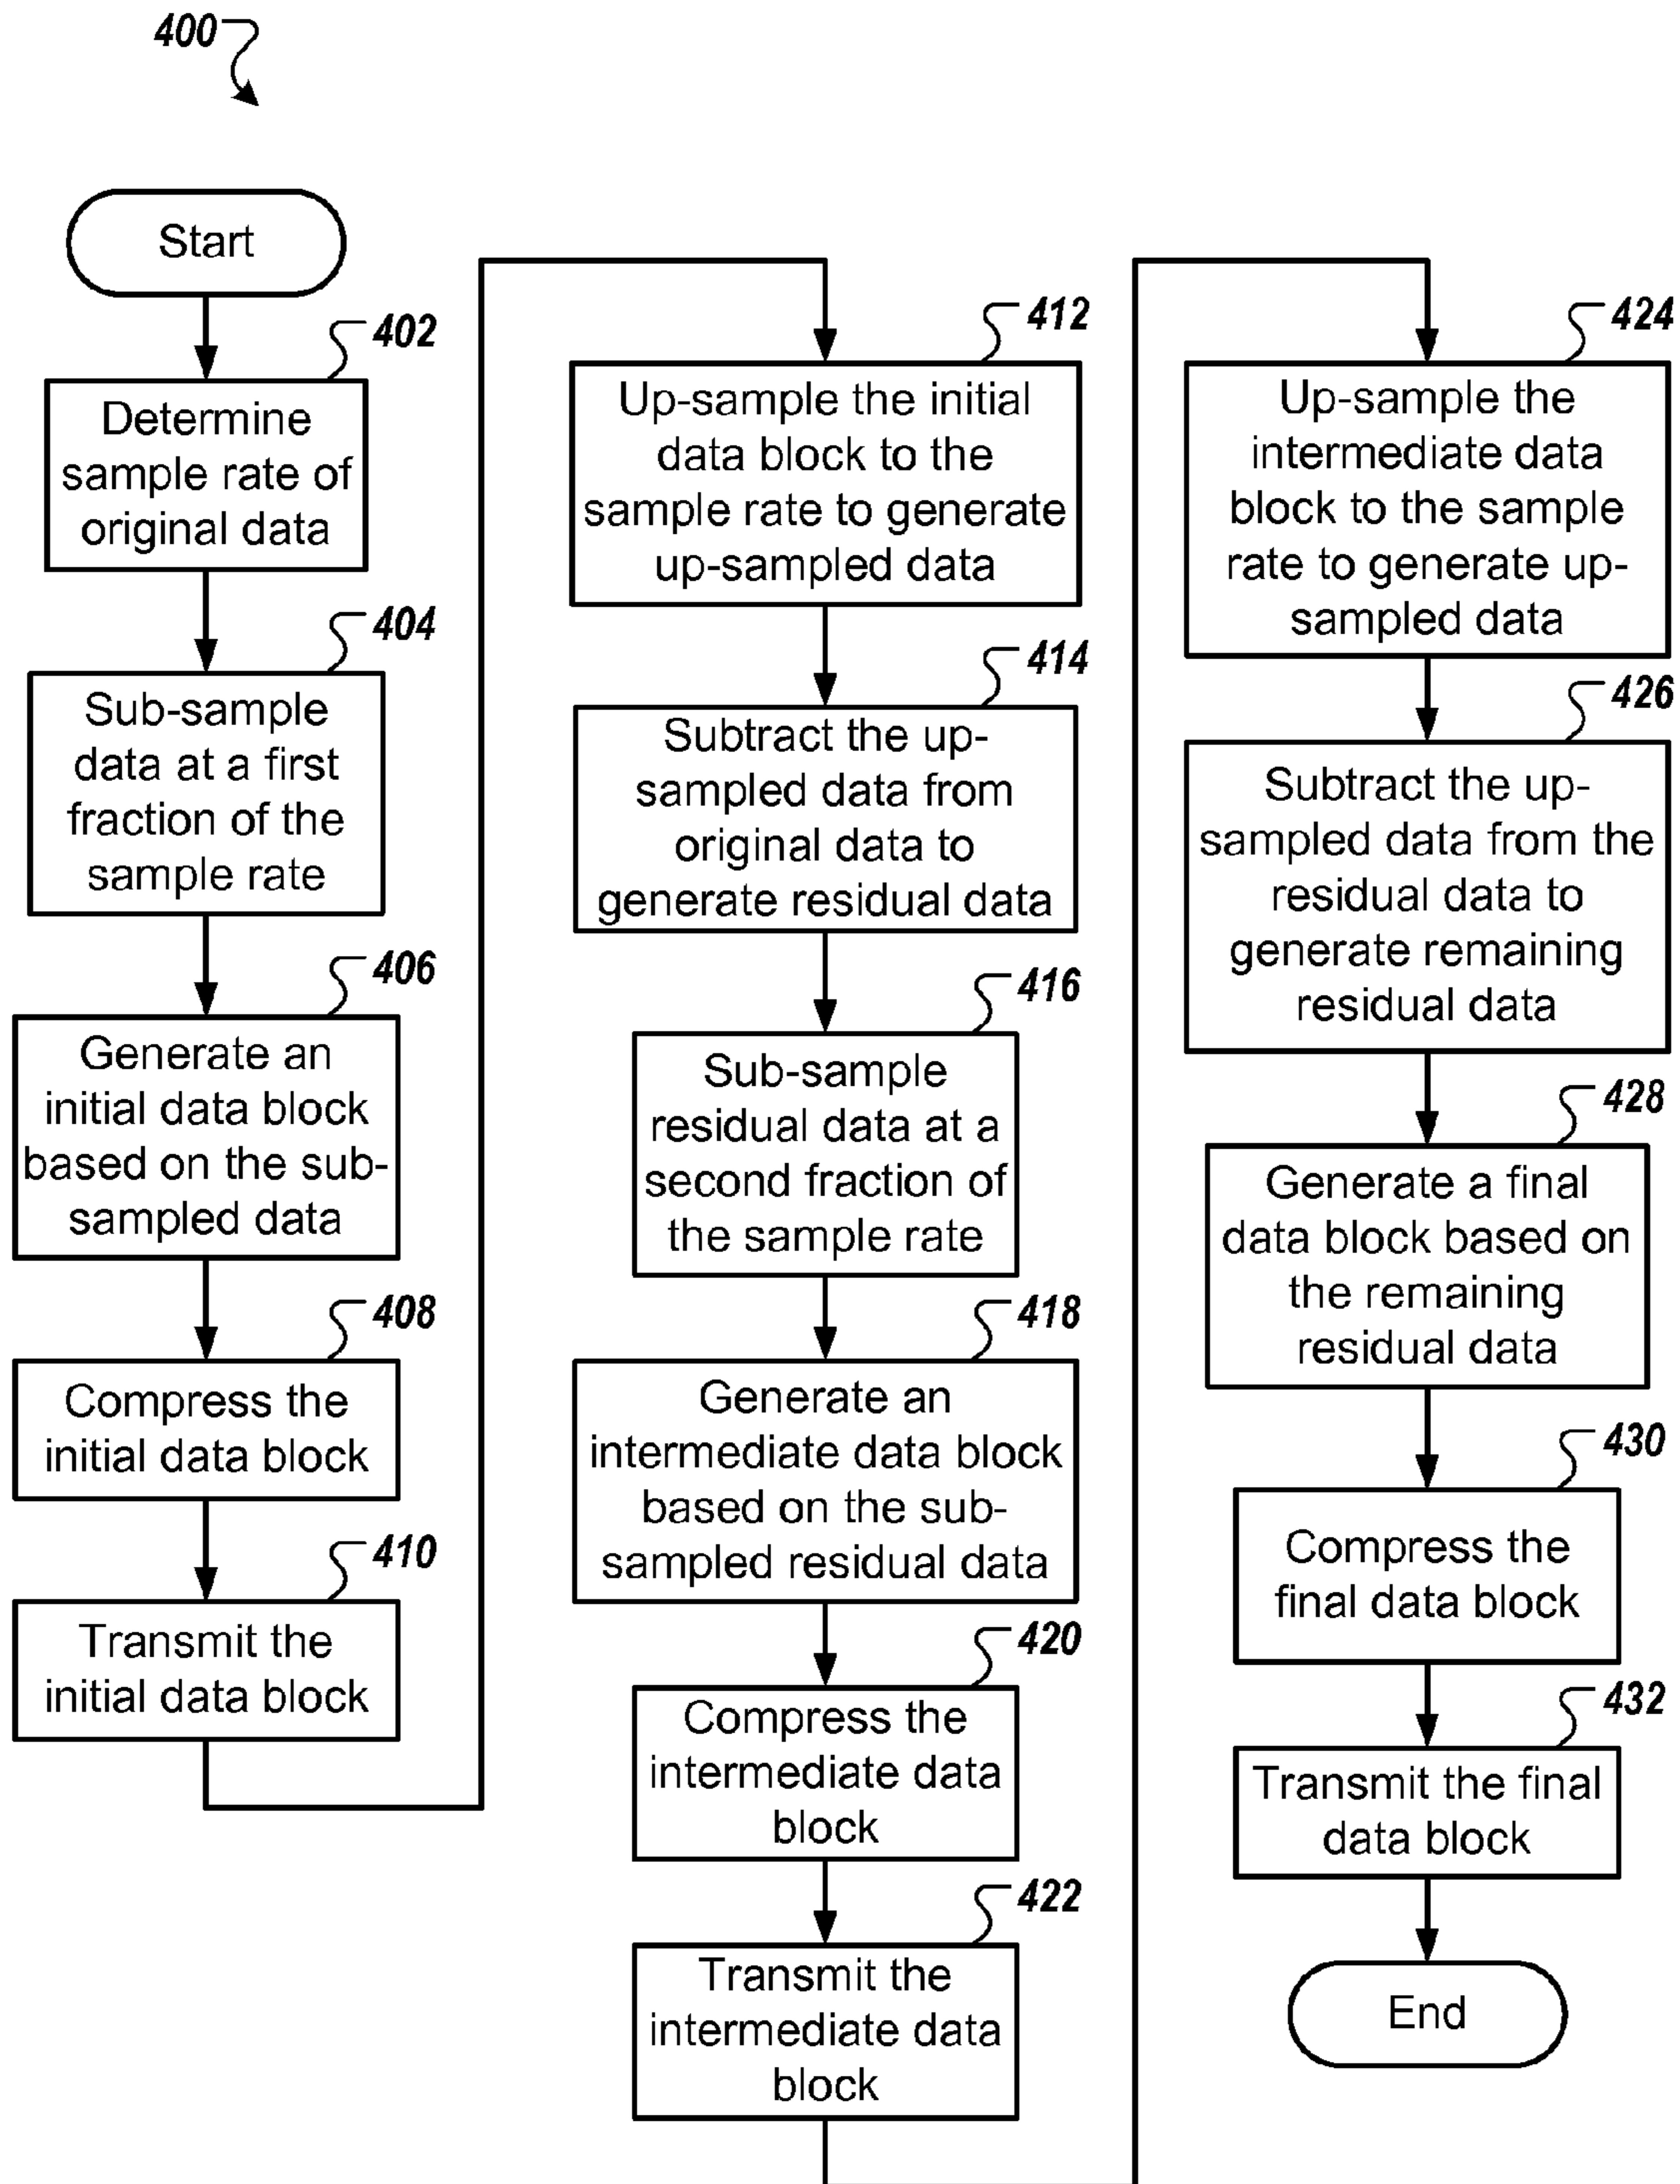 400
Start
402
Determine
sample rate of
original data
404
Sub-sample
data at a first
fraction of the
sample rate
406
Generate an
initial data block
based on the sub-
sampled data
408
Compress the
initial data block
410
Transmit the
initial data block
412
Up-sample the initial
data block to the
sample rate to generate
up-sampled data
414
Subtract the up-
sampled data from
original data to
generate residual data
416
Sub-sample
residual data at a
second fraction of
the sample rate
418
Generate an
intermediate data block
based on the sub-
sampled residual data
420
Compress the
intermediate data
block
422
Transmit the
intermediate data
block
424
Up-sample the
intermediate data
block to the sample
rate to generate up-
sampled data
426
Subtract the up-
sampled data from the
residual data to
generate remaining
residual data
428
Generate a final
data block based on
the remaining
residual data
430
Compress the
final data block
432
Transmit the final
data block
End